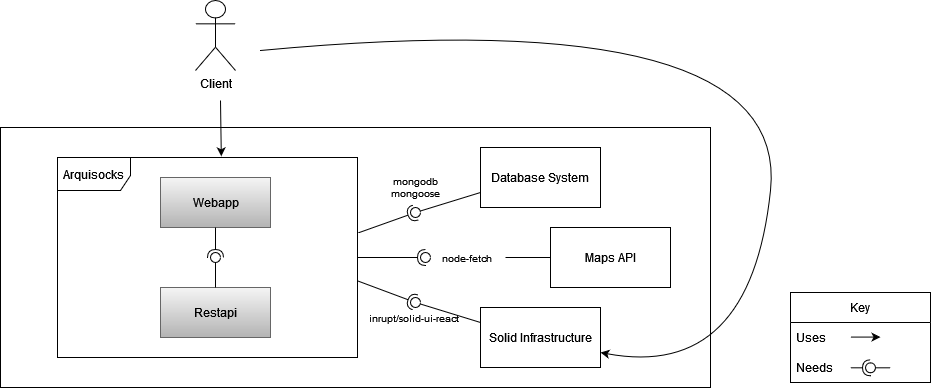 Client
Arquisocks
Webapp
Restapi
mongodb
mongoose
Database System
node-fetch
Maps API
inrupt/solid-ui-react
Solid Infrastructure
Key
Uses
Needs